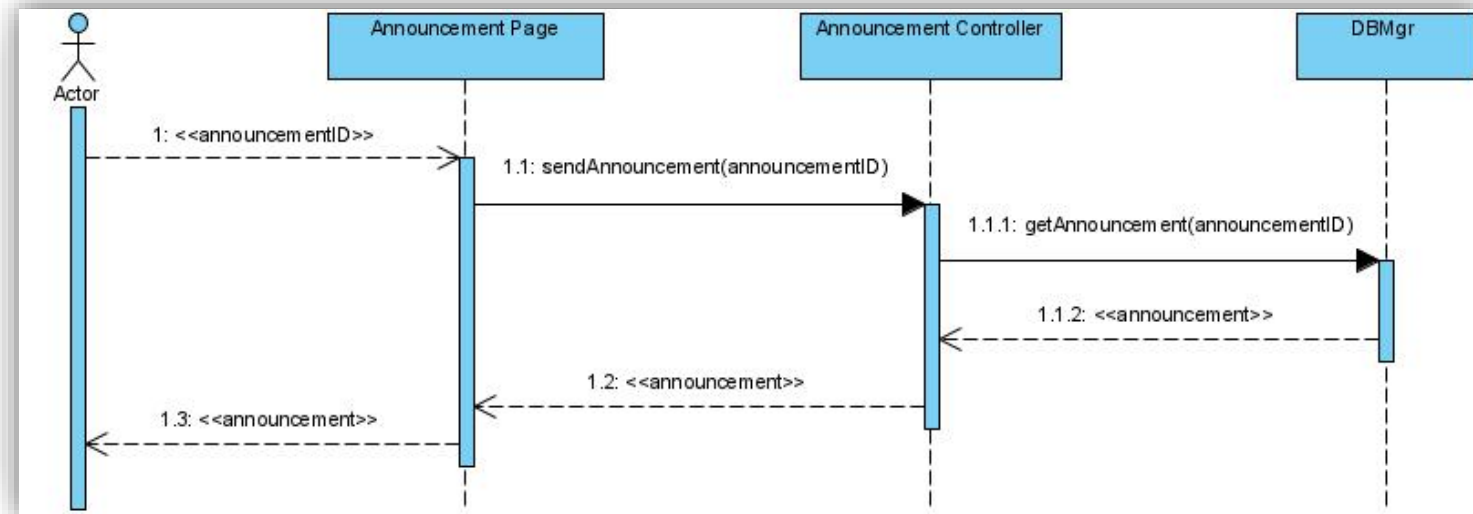 Announcement Page
Announcement Controller
DBMgr
Actor
1: <<announcementID>>
1.1: sendAnnouncement(announcementID)
1.1.1: getAnnouncement(announcementID)
1.1.2: <<announcement>>
1.2: <<announcement>>
1.3: <<announcement>>